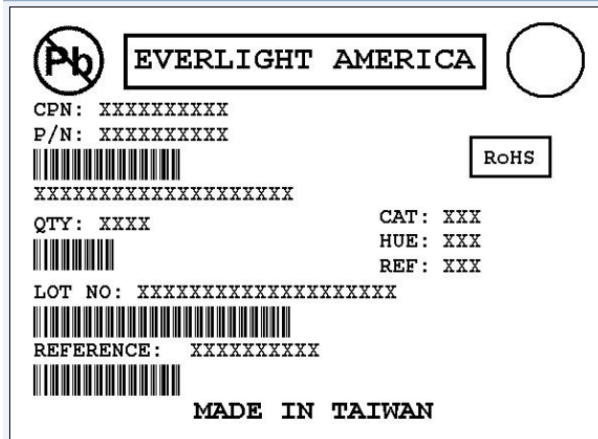 Pb
EVERLIGHT AMERICA
CPN: XXXXXXXXXX
P/N: XXXXXXXXXX
RoHS
XXXXXXXXXXXXXXXXXXXX
QTY: XXXX
CAT: XXX
HUE: XXX
REF: XXX
LOT NO: XXXXXXXXXXXXXXXXXXXX
REFERENCE: XXXXXXXXXX
MADE IN TAIWAN